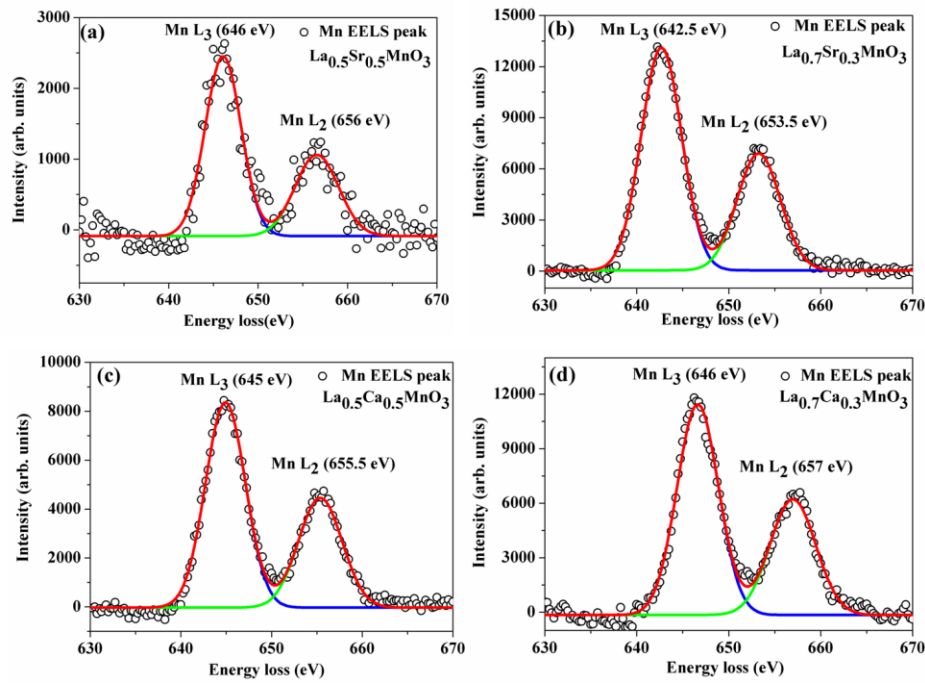 (a)
Mn L3 (646 eV)
Mn EELS peak
La0.5Sr0.5MnO3
Mn L2 (656 eV)
3000
2000
1000
0
Intensity (arb. units)
630 640 650 660 670
Energy loss(eV)
(b)
Mn L3 (642.5 eV)
Mn EELS peak
La0.7Sr0.3MnO3
Mn L2 (653.5 eV)
15000
12000
9000
6000
3000
0
Intensity (arb. units)
630 640 650 660 670
Energy loss (eV)
(c)
Mn L3 (645 eV)
Mn EELS peak
La0.5Ca0.5MnO3
Mn L2 (655.5 eV)
10000
8000
6000
4000
2000
0
Intensity (arb. units)
630 640 650 660 670
Energy loss (eV)
(d)
Mn L3 (646 eV)
Mn EELS peak
La0.7Ca0.3MnO3
Mn L2 (657 eV)
12000
9000
6000
3000
0
Intensity (arb. units)
630 640 650 660 670
Energy loss (eV)